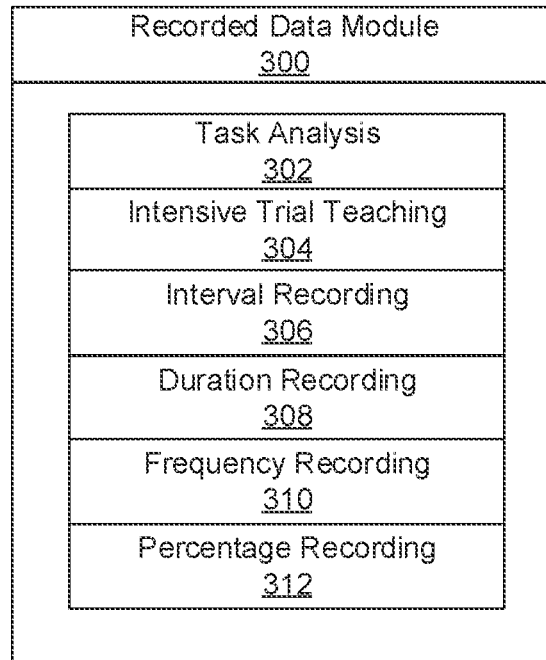 Recorded Data Module
300
Task Analysis
302
Intensive Trial Teaching
304
Interval Recording
306
Duration Recording
308
Frequency Recording
310
Percentage Recording
312